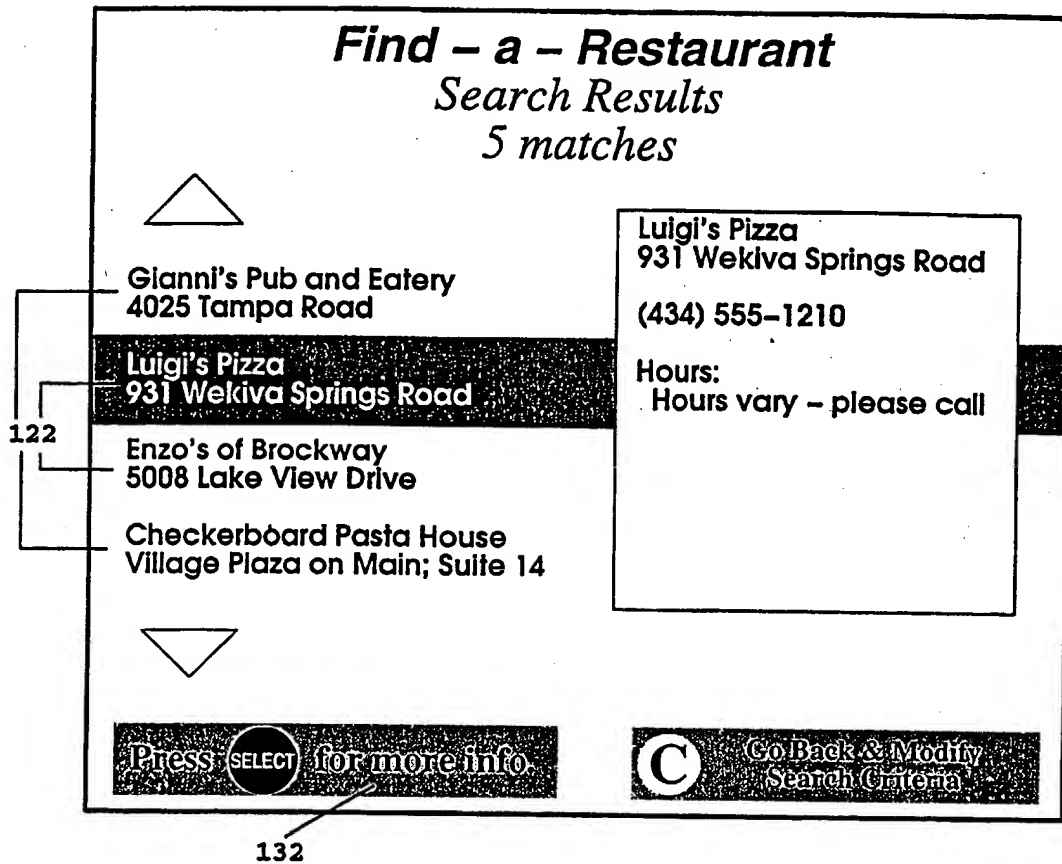 Find – a – Restaurant
Search Results
5 matches
Gianni's Pub and Eatery
4025 Tampa Road
Luigi's Pizza
931 Wekiva Springs Road
Enzo's of Brockway
5008 Lake View Drive
Checkerboard Pasta House
Village Plaza on Main; Suite 14
Luigi's Pizza
931 Wekiva Springs Road
(434) 555–1210
Hours:
Hours vary – please call
122
Press SELECT for more info
C Go Back & Modify
Search Criteria
132